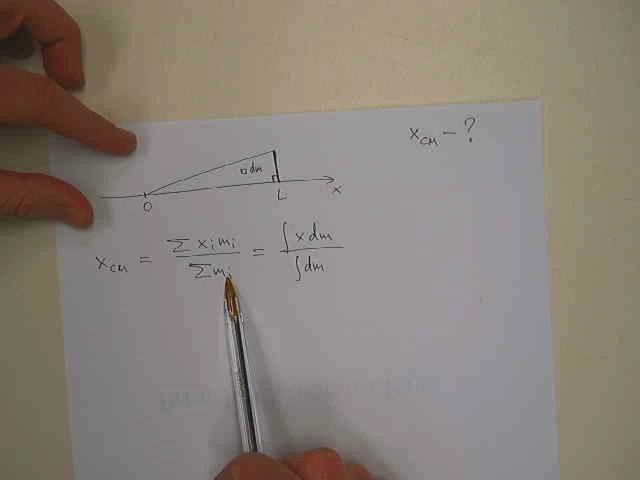 x_CM - ?
□ dm
O L x
x_CM = ∑ x_i m_i / ∑ m_i = ∫ x dm / ∫ dm